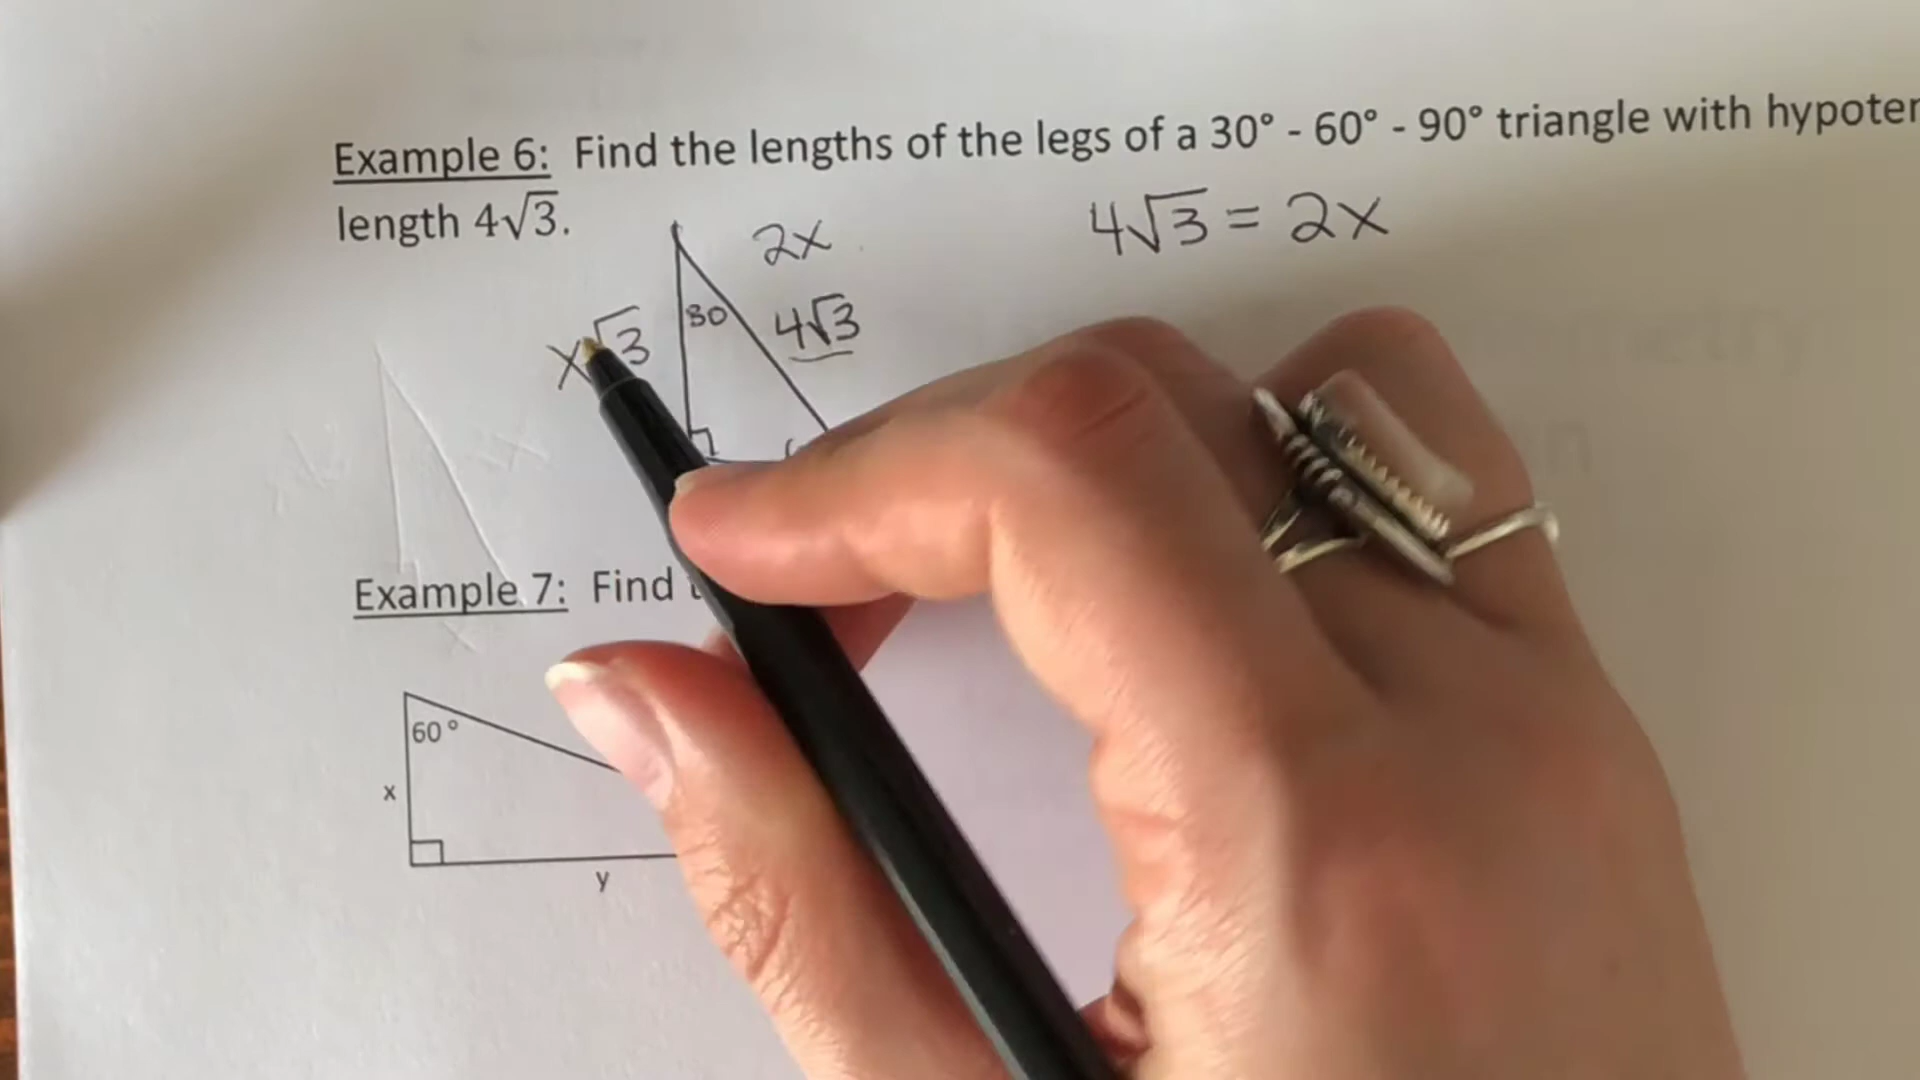 Example 6: Find the lengths of the legs of a 30° - 60° - 90° triangle with
length 4√3.
4√3 = 2x
2x
30
4√3
x√3
Example 7: Find
60°
x
y